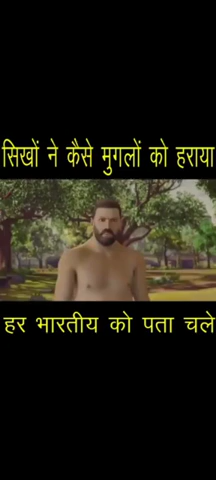 सिखों ने कैसे मुगलों को हराया
हर भारतीय को पता चले